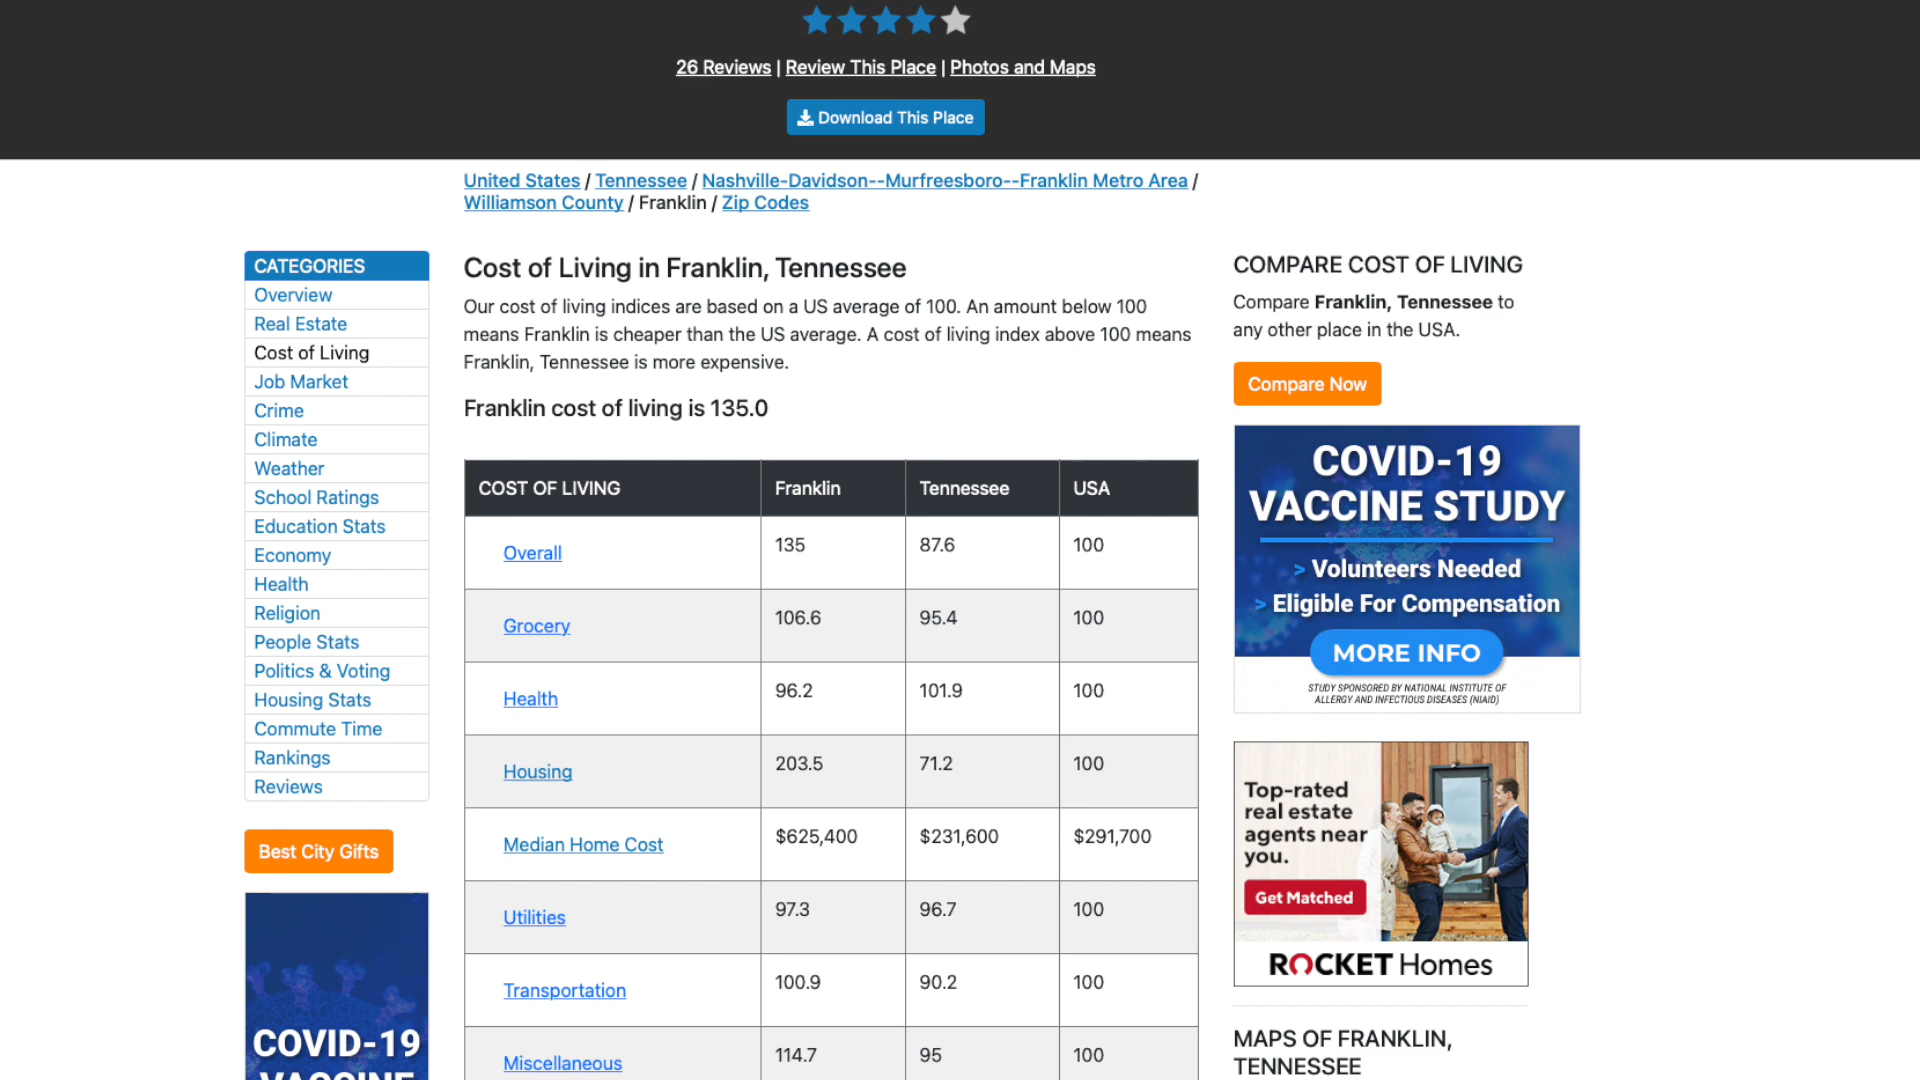 26 Reviews | Review This Place | Photos and Maps
Download This Place
United States / Tennessee / Nashville-Davidson--Murfreesboro--Franklin Metro Area /
Williamson County / Franklin / Zip Codes
CATEGORIES
Overview
Real Estate
Cost of Living
Job Market
Crime
Climate
Weather
School Ratings
Education Stats
Economy
Health
Religion
People Stats
Politics & Voting
Housing Stats
Commute Time
Rankings
Reviews
Best City Gifts
COVID-19
VACCINE
Cost of Living in Franklin, Tennessee
Our cost of living indices are based on a US average of 100. An amount below 100
means Franklin is cheaper than the US average. A cost of living index above 100 means
Franklin, Tennessee is more expensive.
Franklin cost of living is 135.0
COST OF LIVING Franklin Tennessee USA
Overall 135 87.6 100
Grocery 106.6 95.4 100
Health 96.2 101.9 100
Housing 203.5 71.2 100
Median Home Cost $625,400 $231,600 $291,700
Utilities 97.3 96.7 100
Transportation 100.9 90.2 100
Miscellaneous 114.7 95 100
COMPARE COST OF LIVING
Compare Franklin, Tennessee to
any other place in the USA.
Compare Now
COVID-19
VACCINE STUDY
> Volunteers Needed
> Eligible For Compensation
MORE INFO
STUDY SPONSORED BY NATIONAL INSTITUTE OF
ALLERGY AND INFECTIOUS DISEASES (NIAID)
Top-rated
real estate
agents near
you.
Get Matched
ROCKET Homes
MAPS OF FRANKLIN,
TENNESSEE